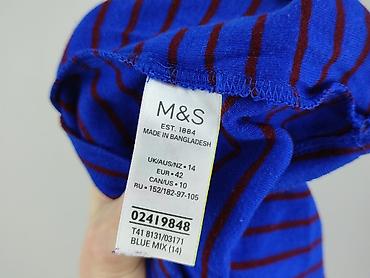 M&S
EST. 1884
MADE IN BANGLADESH
UK/AUS/NZ • 14
EUR • 42
CAN/US • 10
RU • 152/182-97-105
02419848
T41 8131/03171
BLUE MIX (14)